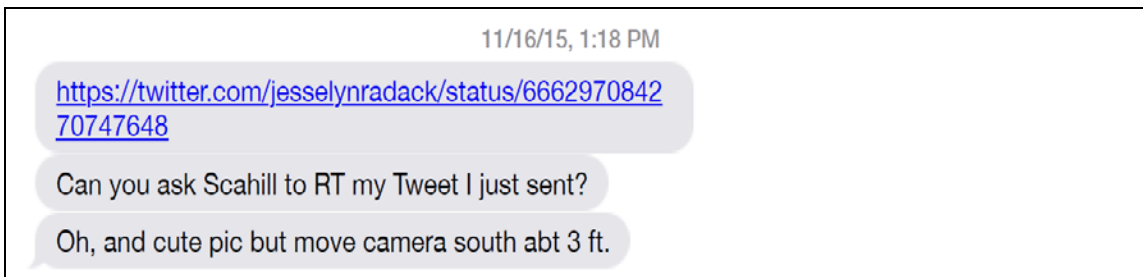 11/16/15, 1:18 PM
https://twitter.com/jesselynradack/status/6662970842
70747648
Can you ask Scahill to RT my Tweet I just sent?
Oh, and cute pic but move camera south abt 3 ft.